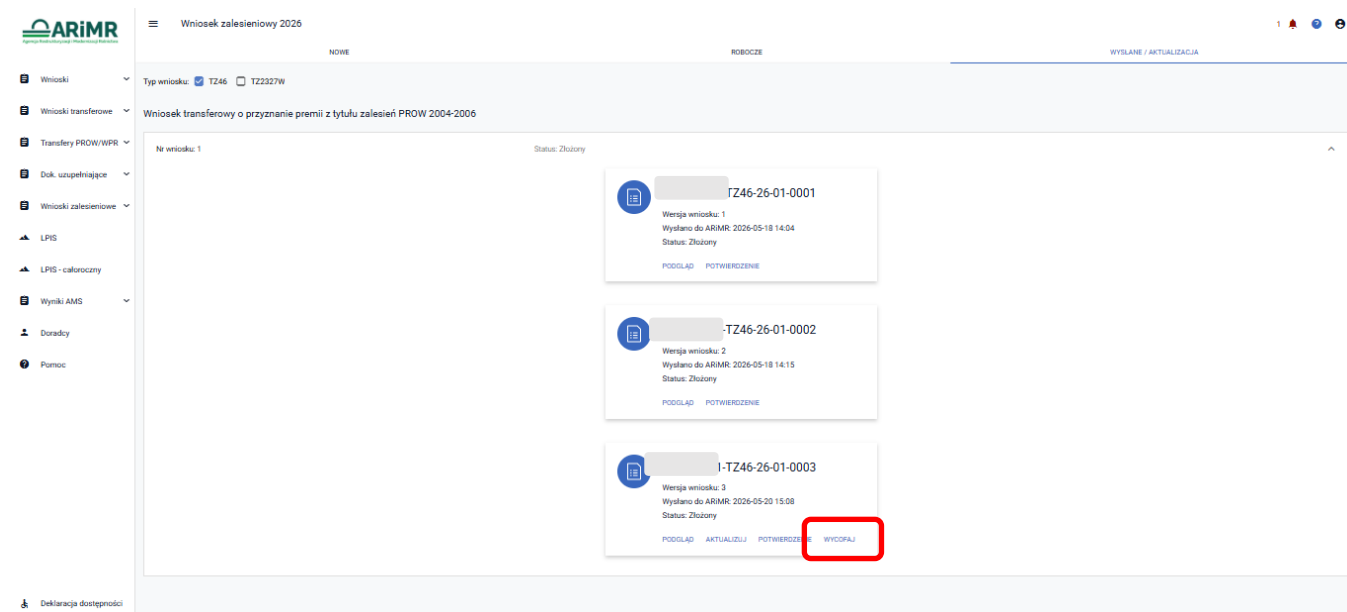 ARiMR
Agencja Restrukturyzacji i Modernizacji Rolnictwa
Wniosek zalesieniowy 2026
1
NOWE
ROBOCZE
WYSŁANE / AKTUALIZACJA
Wnioski
Wnioski transferowe
Transfery PROW/WPR
Dok. uzupełniające
Wnioski zalesieniowe
LPIS
LPIS - całoroczny
Wyniki AMS
Doradcy
Pomoc
Deklaracja dostępności
Typ wniosku: TZ46 TZ2327W
Wniosek transferowy o przyznanie premii z tytułu zalesień PROW 2004-2006
Nr wniosku: 1
Status: Złożony
TZ46-26-01-0001
Wersja wniosku: 1
Wysłano do ARiMR: 2026-05-18 14:04
Status: Złożony
PODGLĄD POTWIERDZENIE
-TZ46-26-01-0002
Wersja wniosku: 2
Wysłano do ARiMR: 2026-05-18 14:15
Status: Złożony
PODGLĄD POTWIERDZENIE
-TZ46-26-01-0003
Wersja wniosku: 3
Wysłano do ARiMR: 2026-05-20 15:08
Status: Złożony
PODGLĄD AKTUALIZUJ POTWIERDZENIE WYCOFAJ